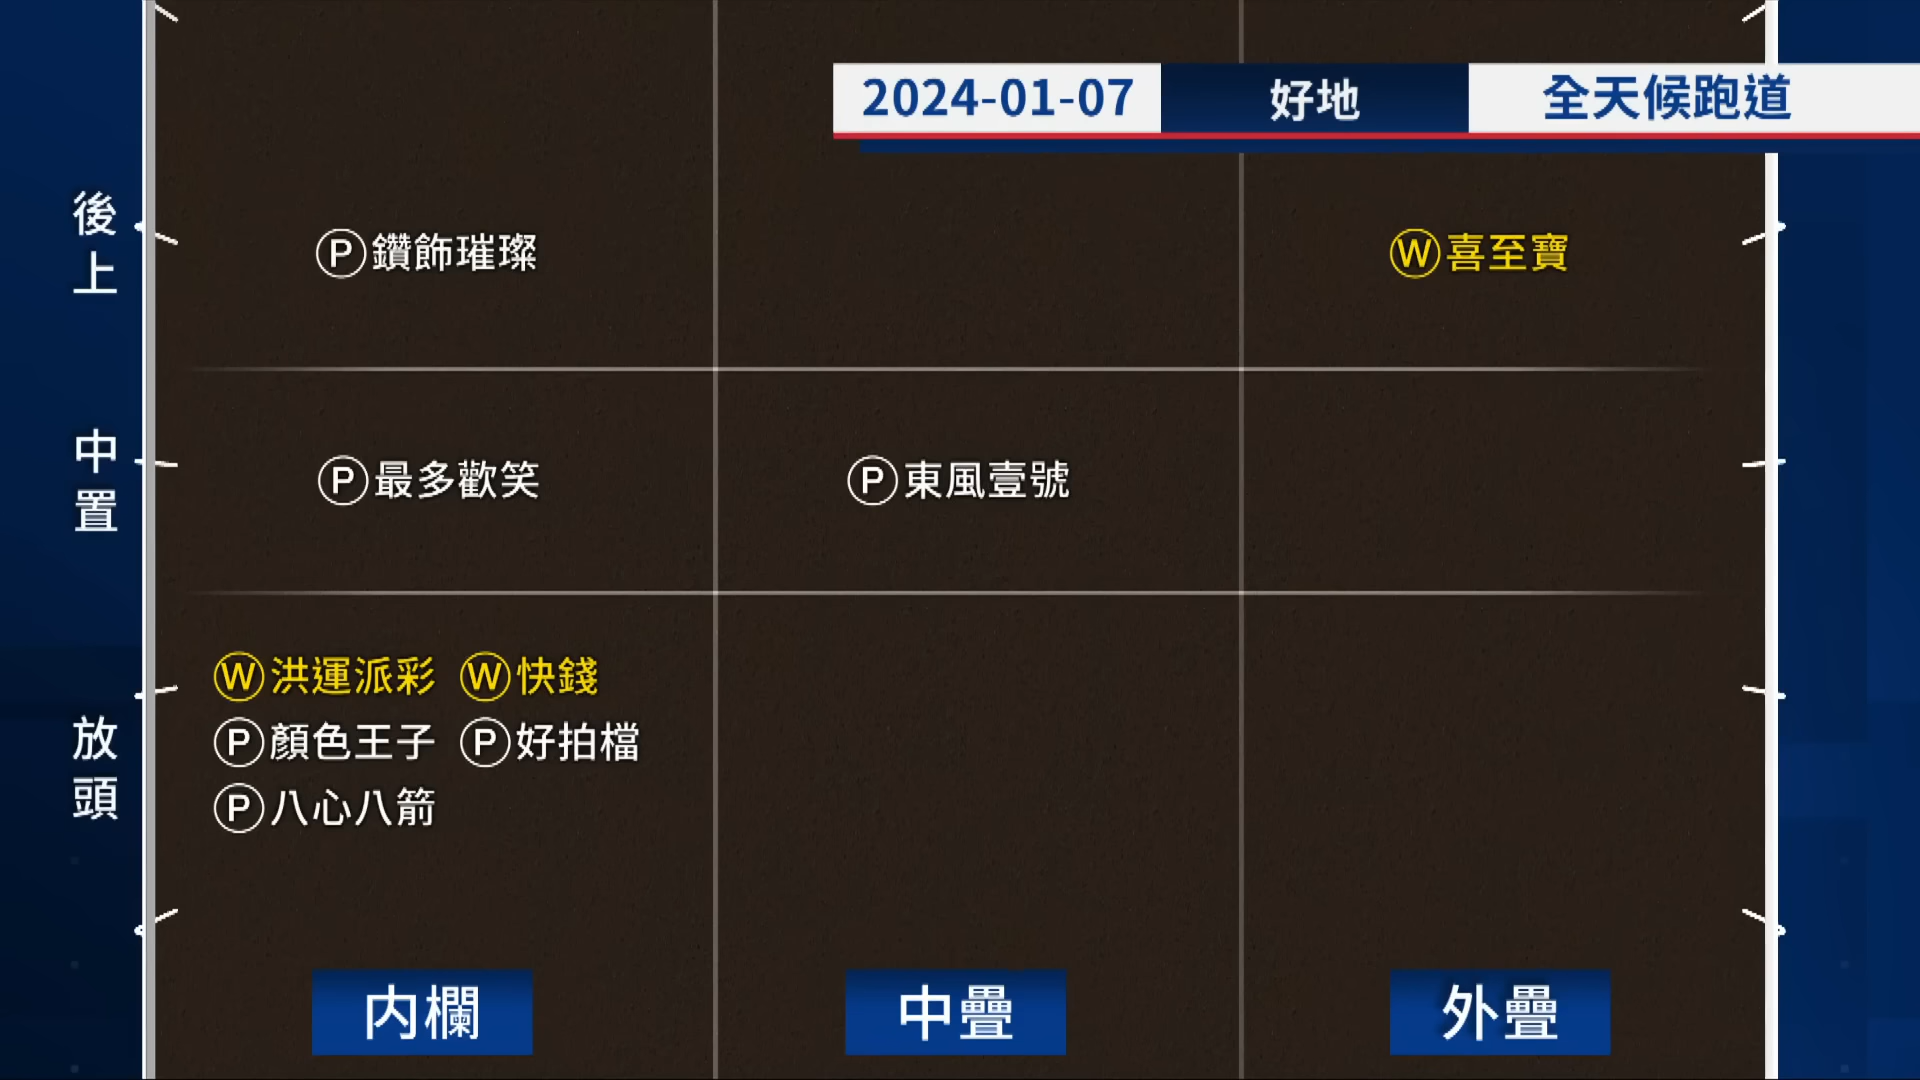 2024-01-07 好地 全天候跑道
後上
Ⓟ鑽飾璀璨 Ⓦ喜至寶
中置
Ⓟ最多歡笑 Ⓟ東風壹號
放頭
Ⓦ洪運派彩 Ⓦ快錢
Ⓟ顏色王子 Ⓟ好拍檔
Ⓟ八心八箭
內欄 中疊 外疊